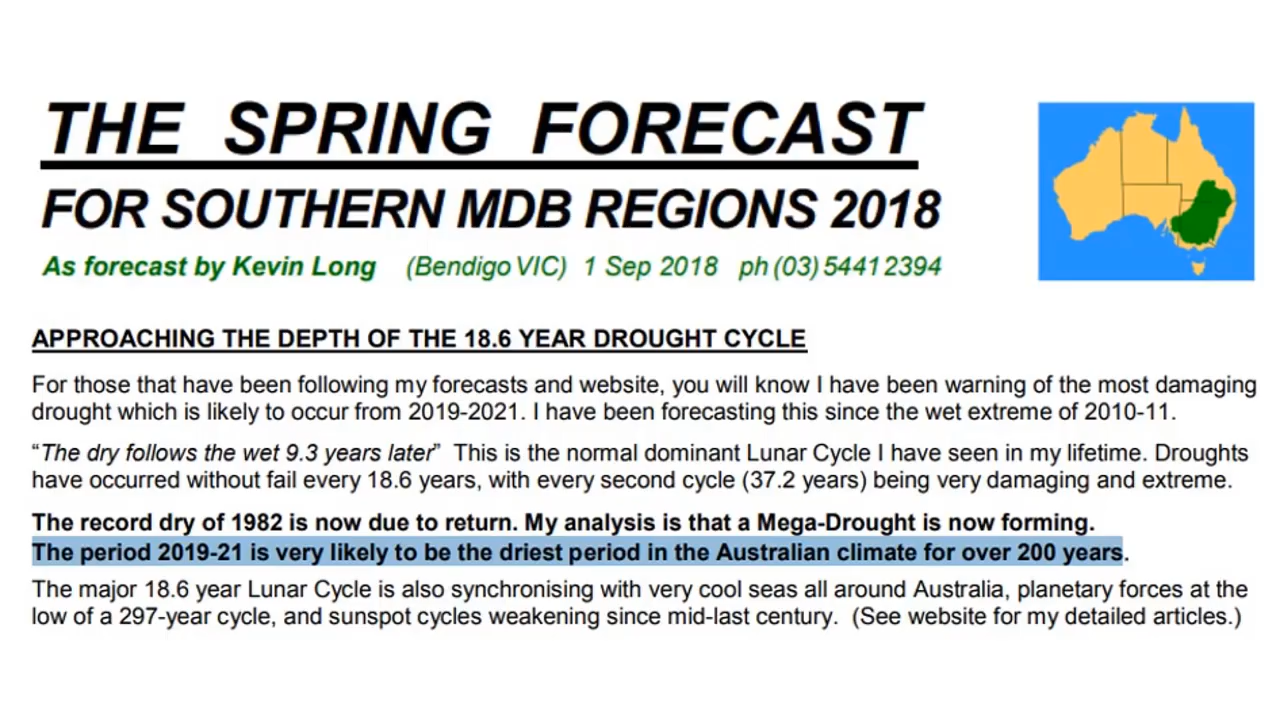 THE SPRING FORECAST
FOR SOUTHERN MDB REGIONS 2018
As forecast by Kevin Long (Bendigo VIC) 1 Sep 2018 ph (03) 5441 2394
APPROACHING THE DEPTH OF THE 18.6 YEAR DROUGHT CYCLE
For those that have been following my forecasts and website, you will know I have been warning of the most damaging
drought which is likely to occur from 2019-2021. I have been forecasting this since the wet extreme of 2010-11.
“The dry follows the wet 9.3 years later” This is the normal dominant Lunar Cycle I have seen in my lifetime. Droughts
have occurred without fail every 18.6 years, with every second cycle (37.2 years) being very damaging and extreme.
The record dry of 1982 is now due to return. My analysis is that a Mega-Drought is now forming.
The period 2019-21 is very likely to be the driest period in the Australian climate for over 200 years.
The major 18.6 year Lunar Cycle is also synchronising with very cool seas all around Australia, planetary forces at the
low of a 297-year cycle, and sunspot cycles weakening since mid-last century. (See website for my detailed articles.)